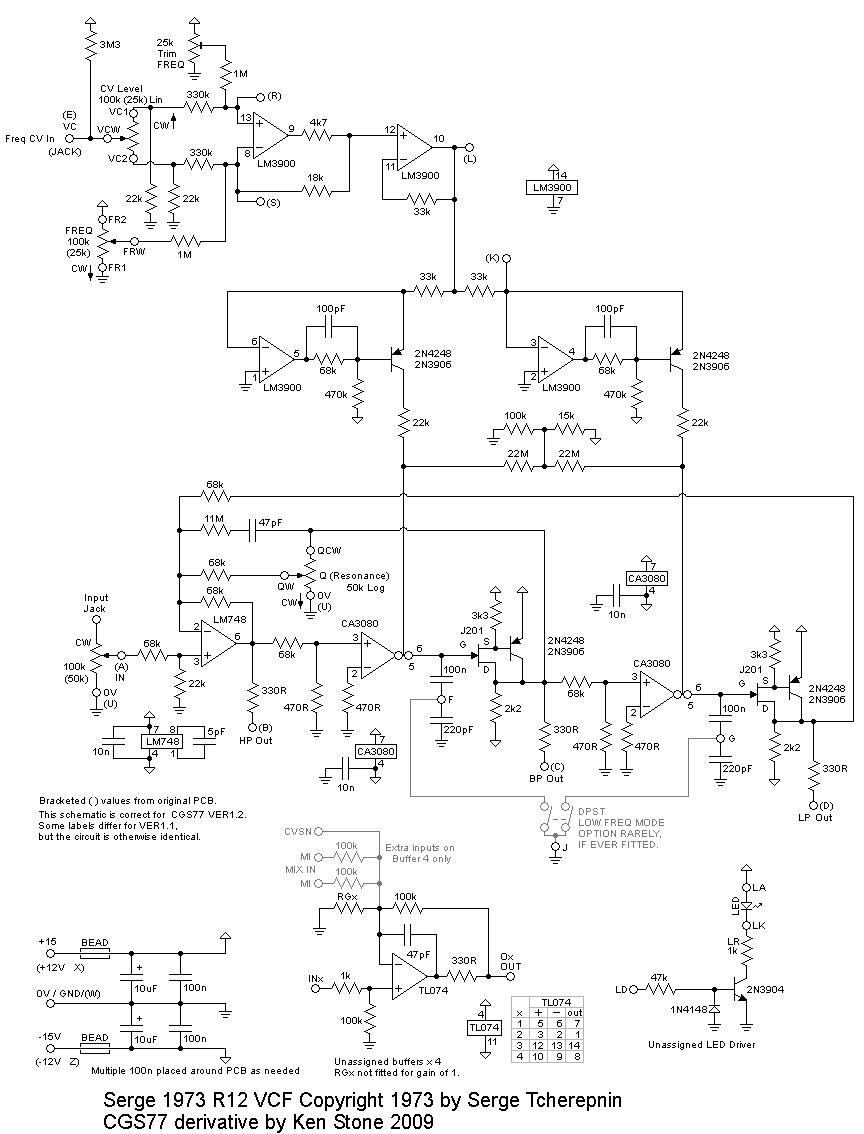 3M3
25k
Trim
FREQ
1M
CV Level
100k (25k) Lin
(E)
VC
VC1
Freq CV In
(JACK)
VCW
CW
VC2
330k
330k
(R)
13
+
8
−
9
LM3900
(S)
4k7
18k
12
+
11
−
10
LM3900
33k
(L)
14
LM3900
7
22k
22k
FR2
FREQ
100k
(25k)
FRW
CW
FR1
1M
33k
33k
(K)
6
−
1
+
5
LM3900
100pF
68k
470k
2N4248
2N3906
22k
3
−
2
+
4
LM3900
100pF
68k
470k
2N4248
2N3906
22k
100k
15k
22M
22M
68k
11M
47pF
QCW
68k
QW
Q (Resonance)
50k Log
0V
(U)
CW
68k
Input
Jack
CW
100k
(50k)
(A)
IN
0V
(U)
68k
22k
LM748
2
−
3
+
6
68k
330R
(B)
HP Out
470R
470R
CA3080
3
+
2
−
6
5
100nF
F
220pF
3k3
J201
G
S
D
2N4248
2N3906
2k2
330R
(C)
BP Out
68k
470R
470R
7
CA3080
4
10n
CA3080
3
+
2
−
6
5
100n
G
220pF
3k3
J201
G
S
D
2N4248
2N3906
2k2
330R
(D)
LP Out
10n
7
8
LM748
4
1
5pF
7
CA3080
4
10n
DPST
LOW FREQ MODE
OPTION RARELY,
IF EVER FITTED.
J
Bracketed ( ) values from original PCB.
This schematic is correct for CGS77 VER1.2.
Some labels differ for VER1.1,
but the circuit is otherwise identical.
CVSN
MI
100k
MIX IN
MI
100k
Extra inputs on
Buffer 4 only
RGx
100k
47pF
330R
Ox
OUT
INx
1k
100k
−
+
TL074
4
TL074
11
TL074
x + − out
1 5 6 7
2 3 2 1
3 12 13 14
4 10 9 8
Unassigned buffers x 4
RGx not fitted for gain of 1.
LA
LED
LK
LR
1k
LD
47k
1N4148
2N3904
Unassigned LED Driver
+15
(+12V X)
BEAD
+
10uF
100n
0V / GND/(W)
-15V
(-12V Z)
BEAD
+
10uF
100n
Multiple 100n placed around PCB as needed
Serge 1973 R12 VCF Copyright 1973 by Serge Tcherepnin
CGS77 derivative by Ken Stone 2009